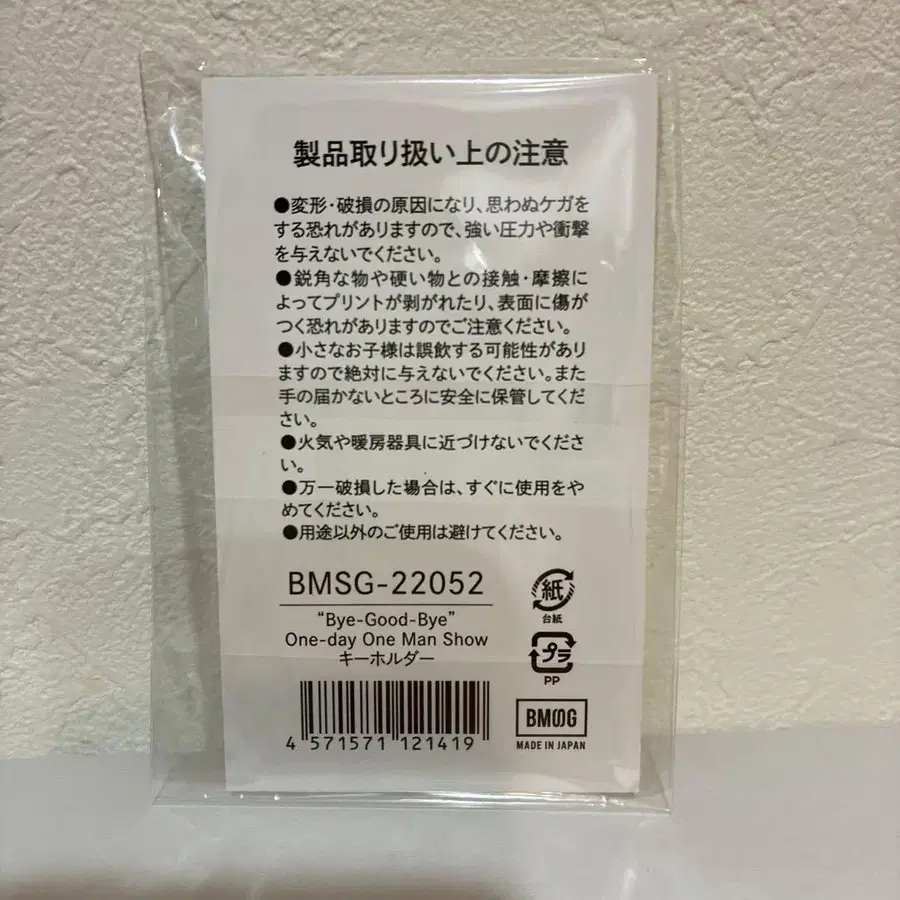 製品取り扱い上の注意
●変形・破損の原因になり、思わぬケガを
する恐れがありますので、強い圧力や衝撃
を与えないでください。
●鋭角な物や硬い物との接触・摩擦に
よってプリントが剥がれたり、表面に傷が
つく恐れがありますのでご注意ください。
●小さなお子様は誤飲する可能性があり
ますので絶対に与えないでください。また
手の届かないところに安全に保管してくだ
さい。
●火気や暖房器具に近づけないでくださ
い。
●万一破損した場合は、すぐに使用をや
めてください。
●用途以外のご使用は避けてください。
BMSG-22052
“Bye-Good-Bye”
One-day One Man Show
キーホルダー
4 571571 121419
紙
台紙
プラ
PP
BMSG
MADE IN JAPAN